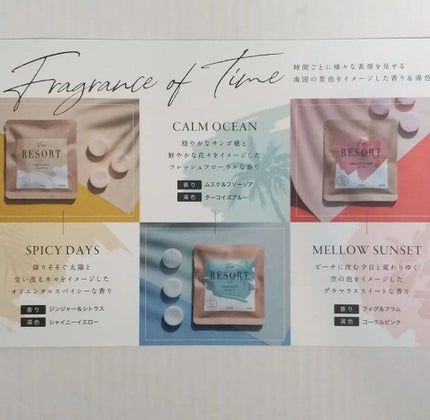 Fragrance of Time
時間ごとに様々な表情を見せる
南国の景色をイメージした香り&湯色
RESORT
CALM OCEAN
穏やかなサンゴ礁と
鮮やかな花々をイメージした
フレッシュフローラルな香り
香り ムスク&フリージア
湯色 ターコイズブルー
RESORT
SPICY DAYS
降りそそぐ太陽と
生い茂る木々をイメージした
オリエンタルスパイシーな香り
香り ジンジャー&シトラス
湯色 シャイニーイエロー
RESORT
MELLOW SUNSET
ビーチに沈む夕日と変わりゆく
空の色をイメージした
グラマラススイートな香り
香り フィグ&プラム
湯色 コーラルピンク